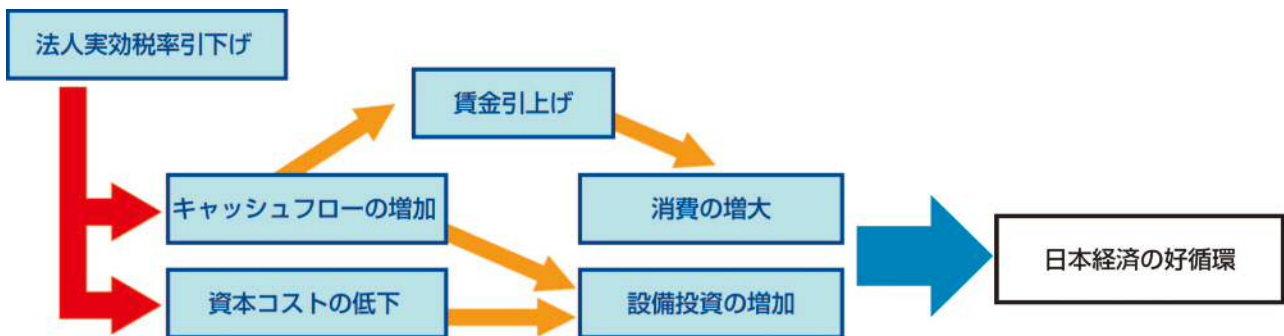 法人実効税率引下げ
賃金引上げ
キャッシュフローの増加
消費の増大
日本経済の好循環
資本コストの低下
設備投資の増加